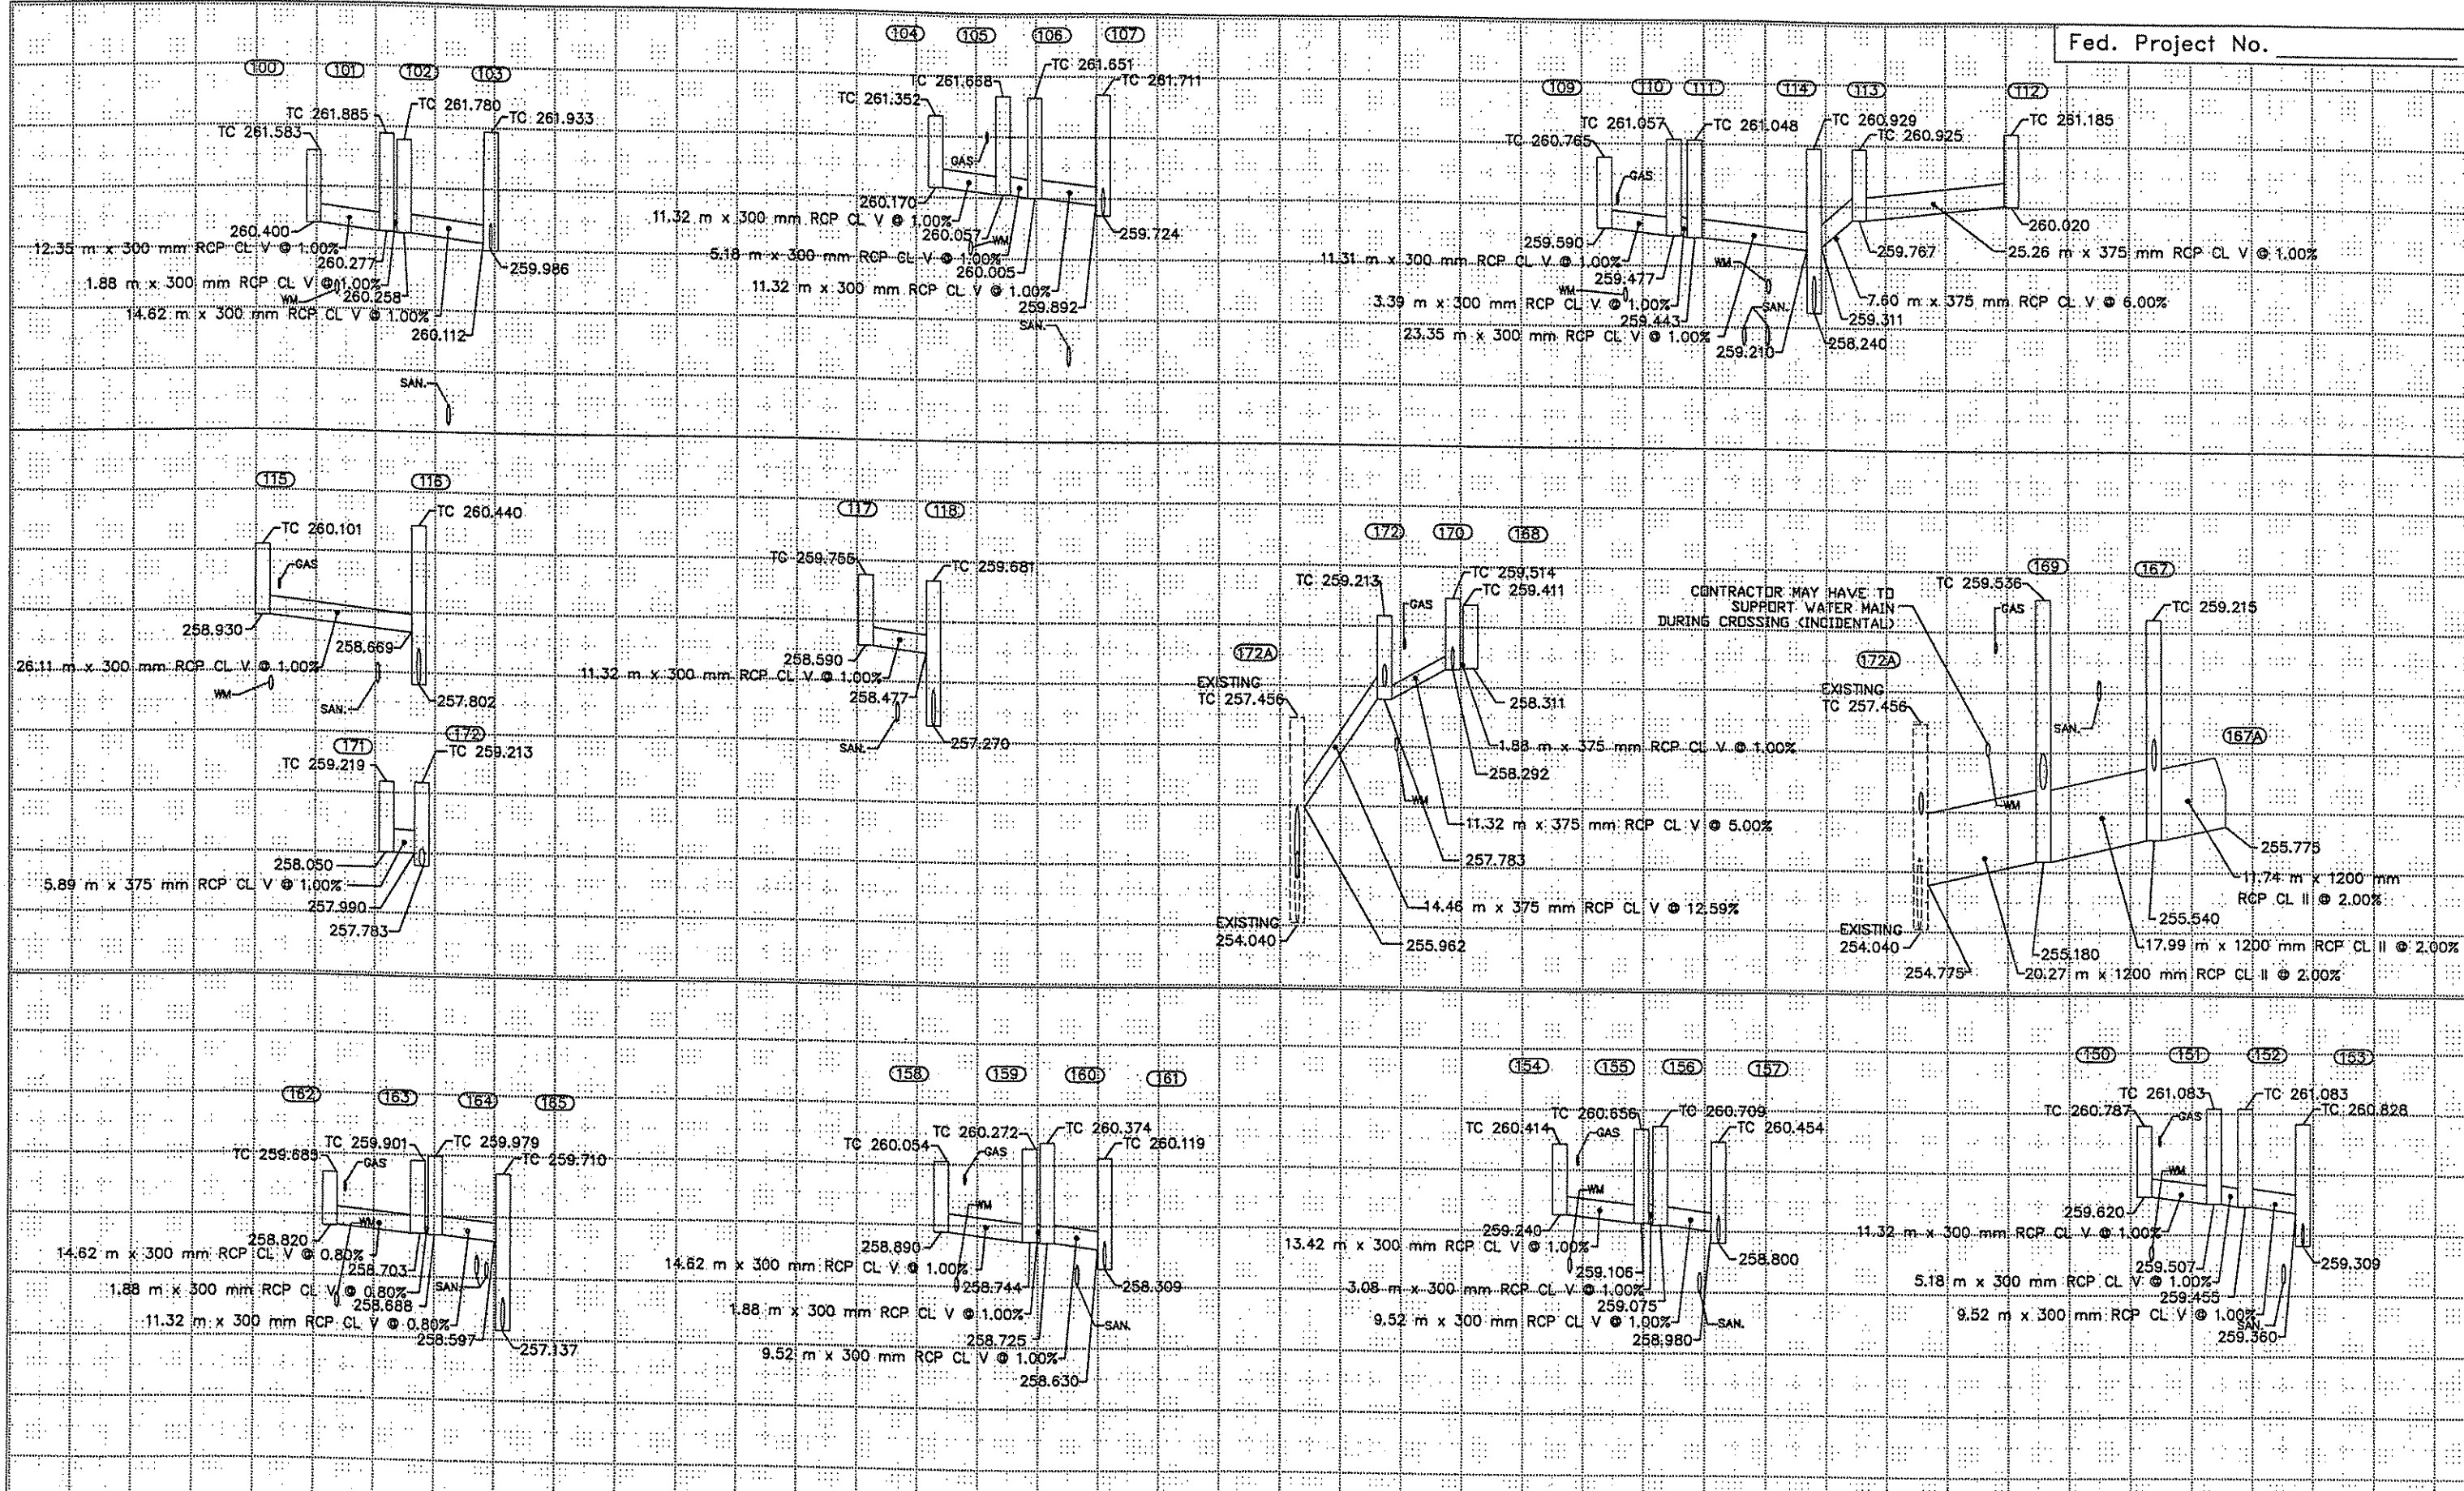 Fed. Project No.
100 101 102 103
TC 261.583
TC 261.885
TC 261.780
TC 261.933
260.400
12.35 m x 300 mm RCP CL V @ 1.00%
260.277
1.88 m x 300 mm RCP CL V @ 1.00%
WM
260.258
14.62 m x 300 mm RCP CL V @ 1.00%
260.112
259.986
SAN.
104 105 106 107
TC 261.352
TC 261.668
TC 261.651
TC 261.711
GAS
260.170
11.32 m x 300 mm RCP CL V @ 1.00%
260.057
WM
5.18 m x 300 mm RCP CL V @ 1.00%
260.005
11.32 m x 300 mm RCP CL V @ 1.00%
259.892
259.724
SAN.
109 110 111 114 113 112
TC 260.765
TC 261.057
TC 261.048
TC 260.929
TC 260.925
TC 261.185
GAS
259.590
11.31 m x 300 mm RCP CL V @ 1.00%
259.477
WM
WM
3.39 m x 300 mm RCP CL V @ 1.00%
259.443
SAN.
23.35 m x 300 mm RCP CL V @ 1.00%
259.210
258.240
259.311
7.60 m x 375 mm RCP CL V @ 6.00%
259.767
25.26 m x 375 mm RCP CL V @ 1.00%
260.020
115 116
TC 260.101
TC 260.440
GAS
258.930
258.669
26.11 m x 300 mm RCP CL V @ 1.00%
WM
SAN.
257.802
171 172
TC 259.219
TC 259.213
258.050
5.89 m x 375 mm RCP CL V @ 1.00%
257.990
257.783
117 118
TC 259.755
TC 259.681
258.590
11.32 m x 300 mm RCP CL V @ 1.00%
258.477
SAN.
257.270
172A 172 170 168
TC 259.213
TC 259.514
TC 259.411
GAS
EXISTING
TC 257.456
258.311
1.88 m x 375 mm RCP CL V @ 1.00%
258.292
WM
11.32 m x 375 mm RCP CL V @ 5.00%
257.783
14.46 m x 375 mm RCP CL V @ 12.59%
EXISTING
254.040
255.962
172A 169 167 167A
CONTRACTOR MAY HAVE TO
SUPPORT WATER MAIN
DURING CROSSING (INCIDENTAL)
TC 259.536
GAS
TC 259.215
EXISTING
TC 257.456
SAN.
WM
255.775
11.74 m x 1200 mm
RCP CL II @ 2.00%
255.540
17.99 m x 1200 mm RCP CL II @ 2.00%
255.180
EXISTING
254.040
254.775
20.27 m x 1200 mm RCP CL II @ 2.00%
162 163 164 165
TC 259.685
TC 259.901
TC 259.979
TC 259.710
GAS
WM
258.820
14.62 m x 300 mm RCP CL V @ 0.80%
258.703
1.88 m x 300 mm RCP CL V @ 0.80%
258.688
SAN.
11.32 m x 300 mm RCP CL V @ 0.80%
258.597
257.137
158 159 160 161
TC 260.054
TC 260.272
TC 260.374
TC 260.119
GAS
WM
258.890
14.62 m x 300 mm RCP CL V @ 1.00%
258.744
1.88 m x 300 mm RCP CL V @ 1.00%
258.725
9.52 m x 300 mm RCP CL V @ 1.00%
258.630
258.309
SAN.
154 155 156 157
TC 260.414
TC 260.656
TC 260.709
TC 260.454
GAS
WM
259.240
13.42 m x 300 mm RCP CL V @ 1.00%
259.106
3.08 m x 300 mm RCP CL V @ 1.00%
259.075
9.52 m x 300 mm RCP CL V @ 1.00%
258.980
258.800
SAN.
150 151 152 153
TC 260.787
TC 261.083
TC 261.083
TC 260.828
GAS
WM
259.620
11.32 m x 300 mm RCP CL V @ 1.00%
259.507
5.18 m x 300 mm RCP CL V @ 1.00%
259.455
9.52 m x 300 mm RCP CL V @ 1.00%
SAN.
259.360
259.309